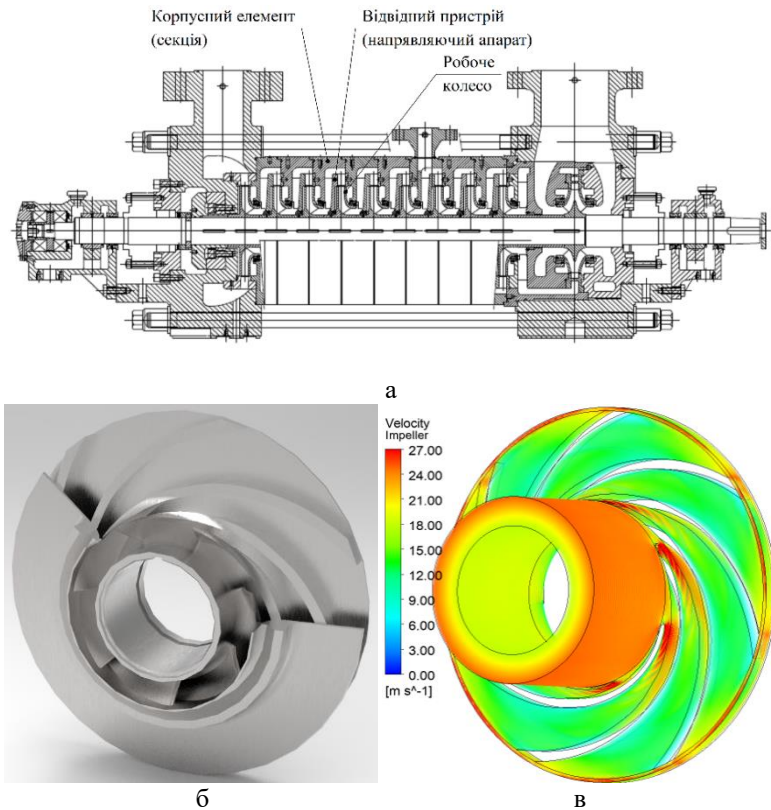 Корпусний елемент
(секція)
Відвідний пристрій
(напрявляючий апарат)
Робоче
колесо
а
Velocity
Impeller
27.00
24.00
21.00
18.00
15.00
12.00
9.00
6.00
3.00
0.00
[m s^-1]
б
в